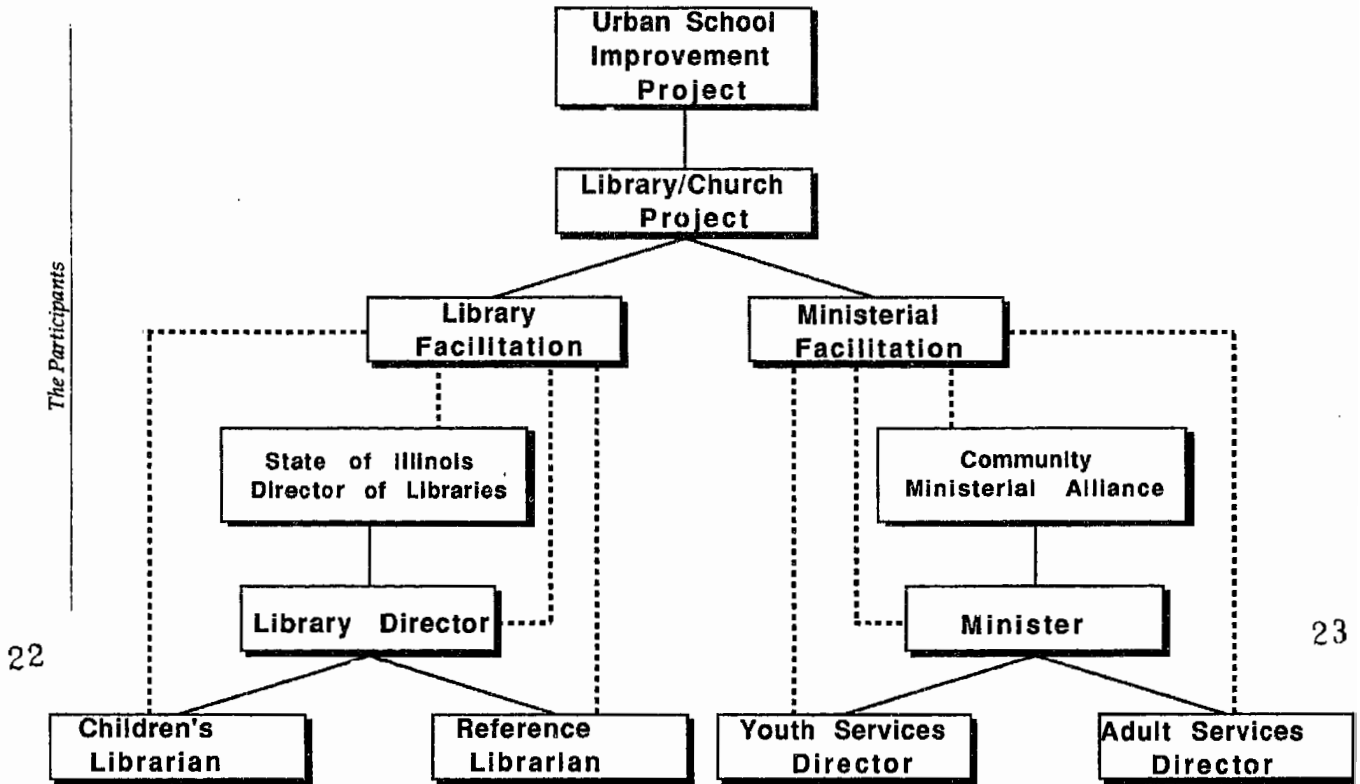 The Participants
Urban School
Improvement
Project
Library/Church
Project
Library
Facilitation
Ministerial
Facilitation
State of Illinois
Director of Libraries
Community
Ministerial Alliance
Library Director
Minister
22
23
Children's
Librarian
Reference
Librarian
Youth Services
Director
Adult Services
Director